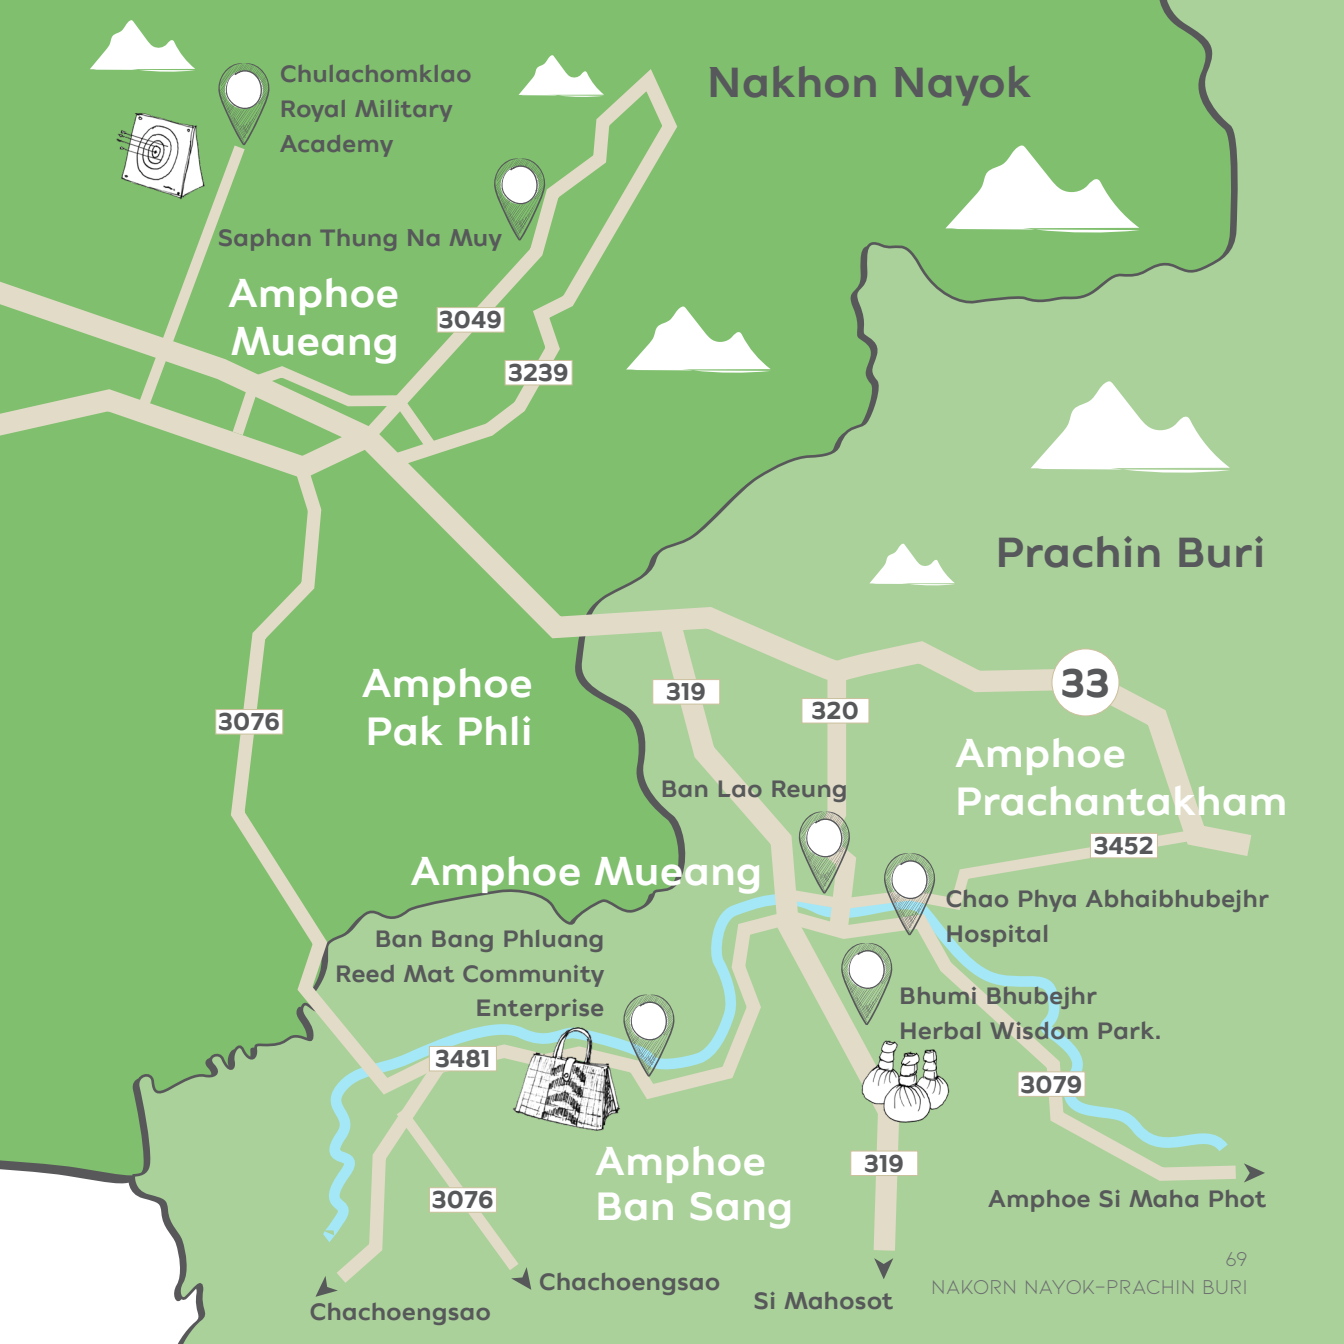 Chulachomklao
Royal Military
Academy
Nakhon Nayok
Saphan Thung Na Muy
Amphoe
Mueang
3049
3239
Prachin Buri
33
Amphoe
Pak Phli
319
320
3076
Amphoe
Prachantakham
Ban Lao Reung
3452
Amphoe Mueang
Chao Phya Abhaibhubejhr
Hospital
Ban Bang Phluang
Reed Mat Community
Enterprise
Bhumi Bhubejhr
Herbal Wisdom Park.
3481
3079
Amphoe
Ban Sang
319
3076
Amphoe Si Maha Phot
Chachoengsao
Si Mahosot
Chachoengsao
69
NAKORN NAYOK-PRACHIN BURI